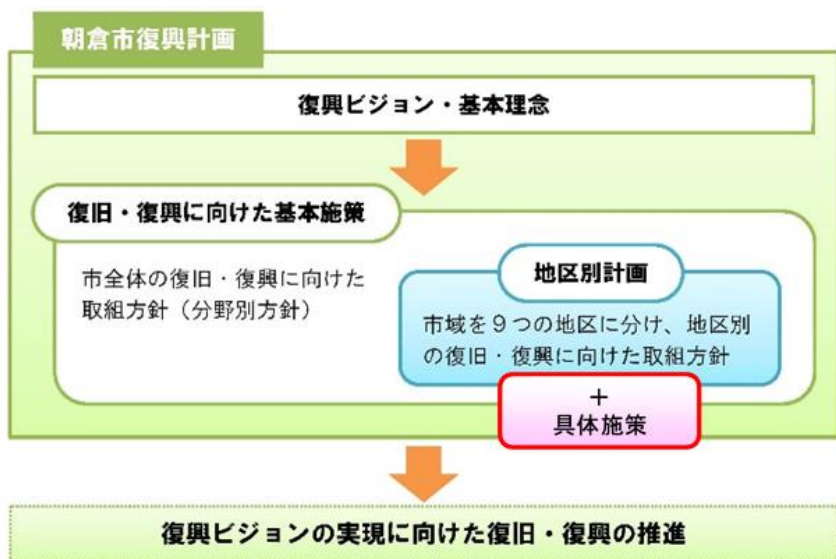 朝倉市復興計画
復興ビジョン・基本理念
復旧・復興に向けた基本施策
市全体の復旧・復興に向けた
取組方針（分野別方針）
地区別計画
市域を９つの地区に分け、地区別
の復旧・復興に向けた取組方針
＋
具体施策
復興ビジョンの実現に向けた復旧・復興の推進